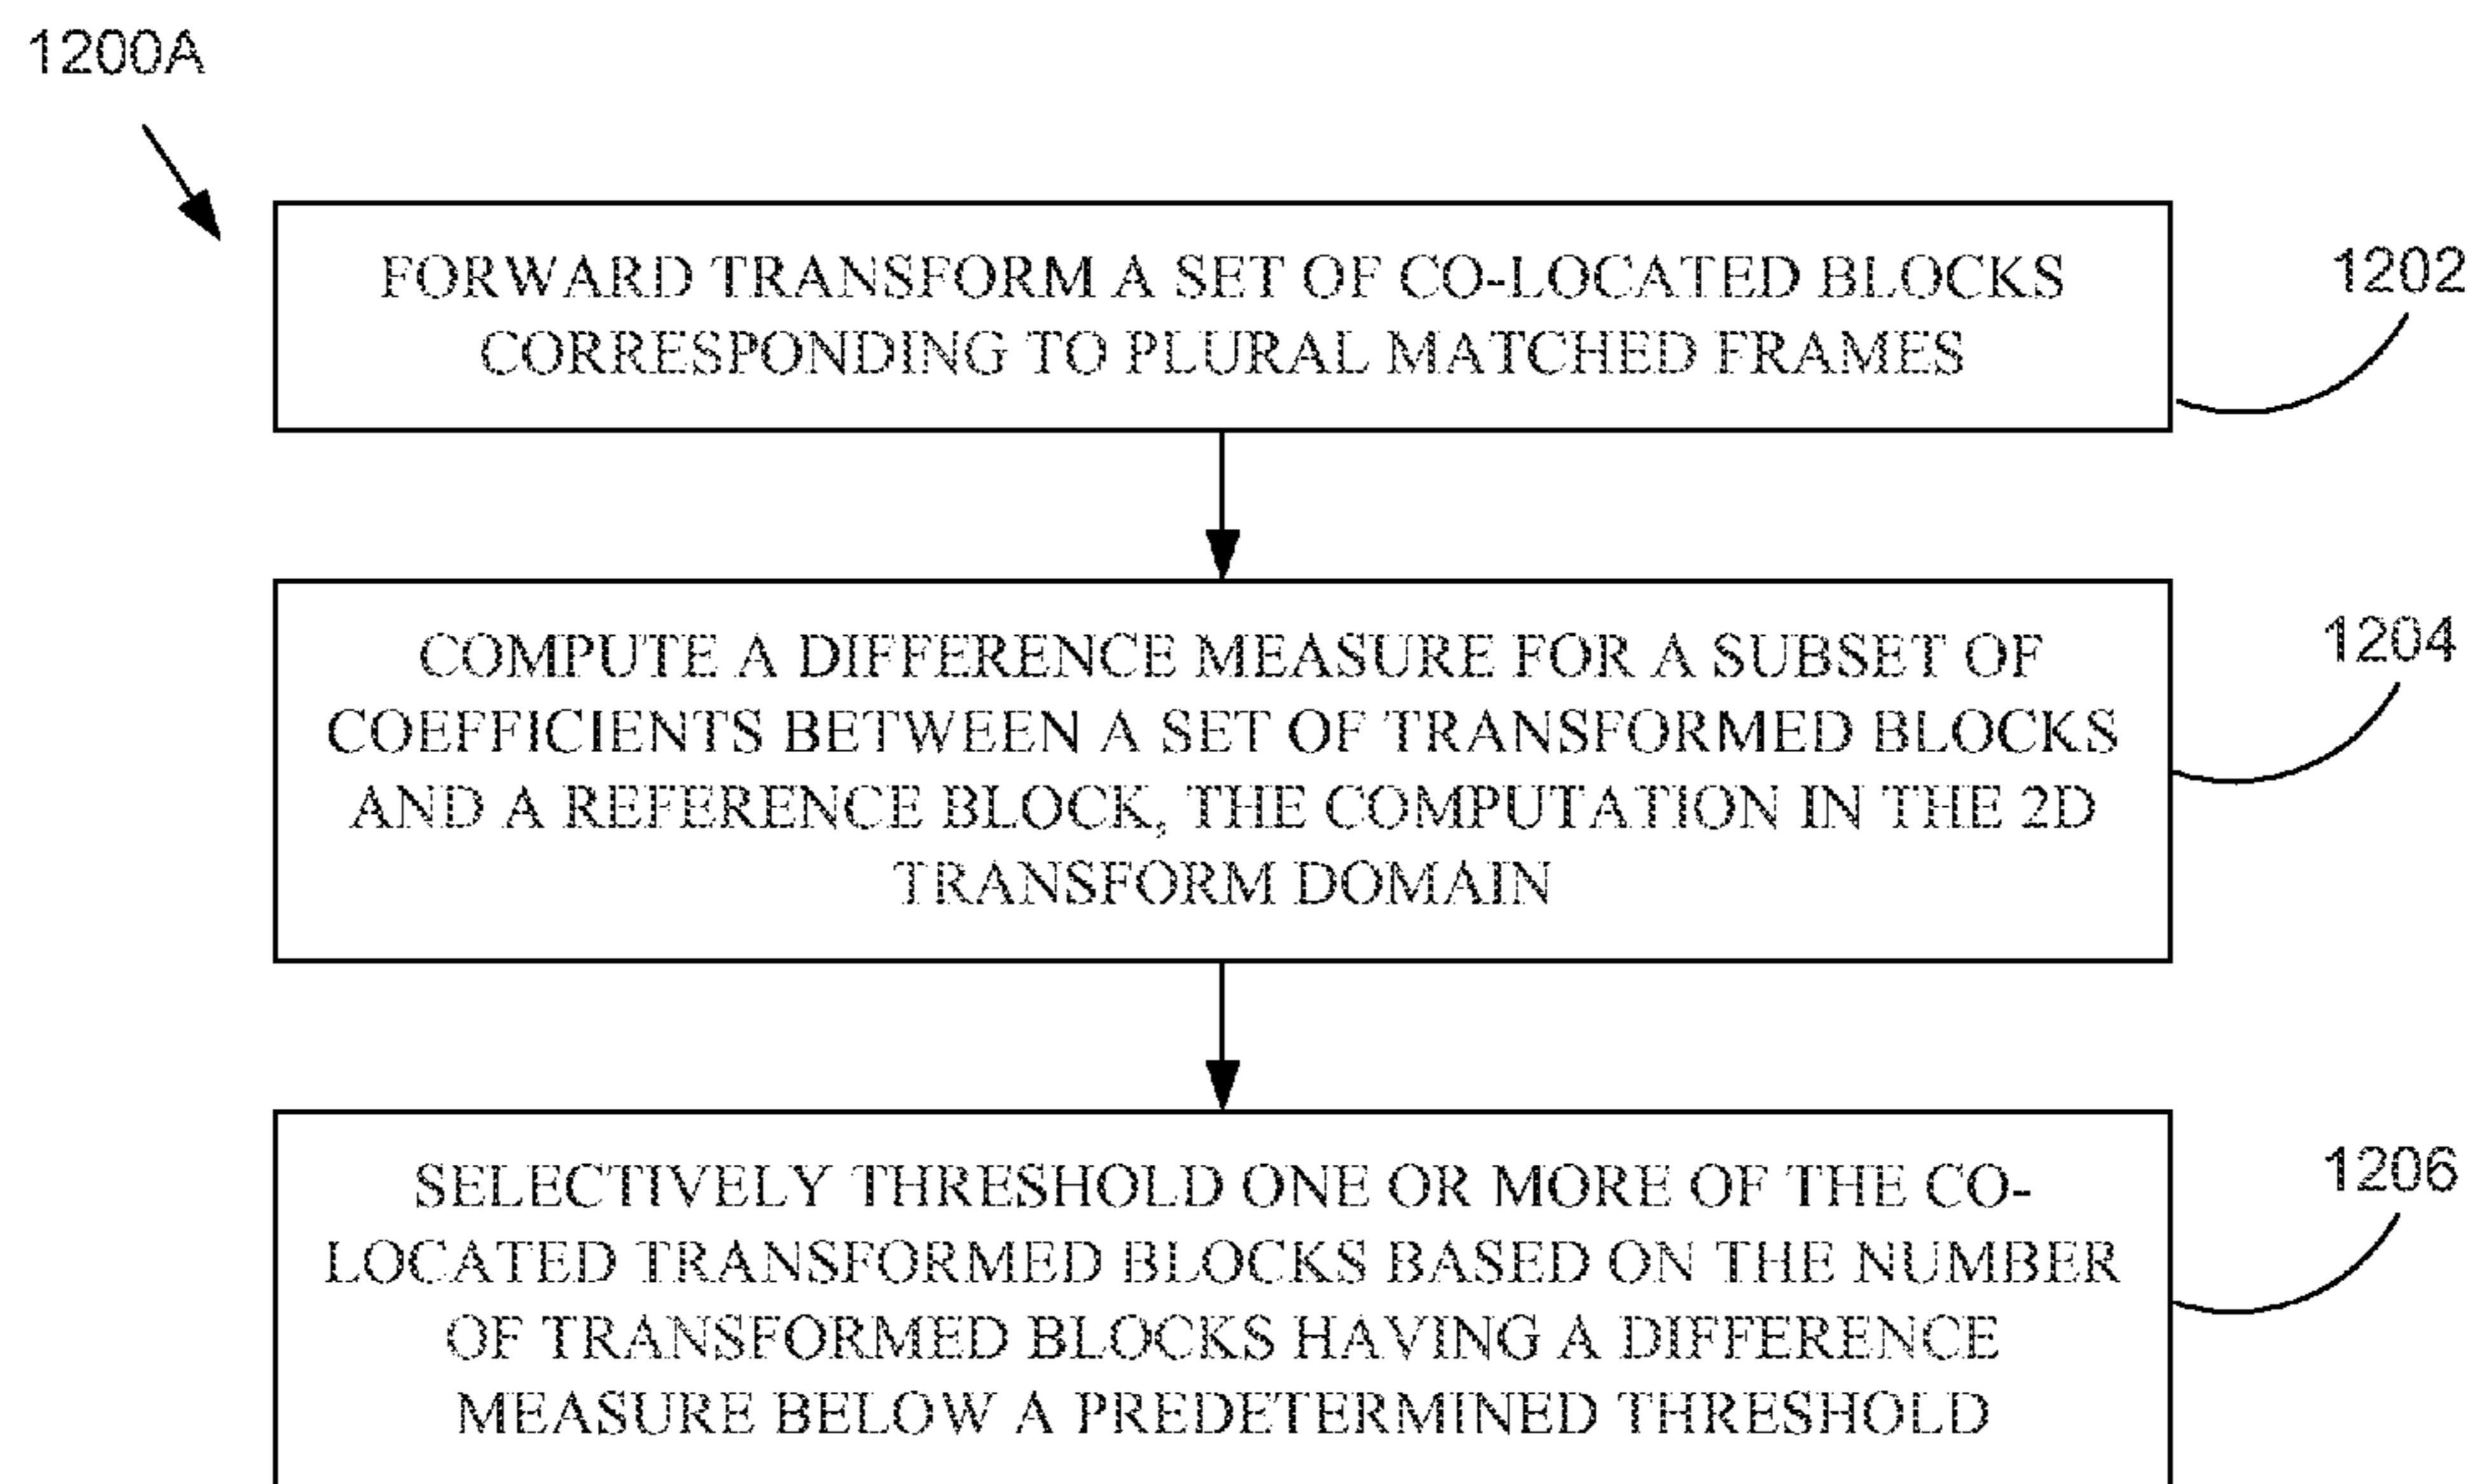 1200A
FORWARD TRANSFORM A SET OF CO-LOCATED BLOCKS
CORRESPONDING TO PLURAL MATCHED FRAMES
1202
COMPUTE A DIFFERENCE MEASURE FOR A SUBSET OF
COEFFICIENTS BETWEEN A SET OF TRANSFORMED BLOCKS
AND A REFERENCE BLOCK, THE COMPUTATION IN THE 2D
TRANSFORM DOMAIN
1204
SELECTIVELY THRESHOLD ONE OR MORE OF THE CO-
LOCATED TRANSFORMED BLOCKS BASED ON THE NUMBER
OF TRANSFORMED BLOCKS HAVING A DIFFERENCE
MEASURE BELOW A PREDETERMINED THRESHOLD
1206